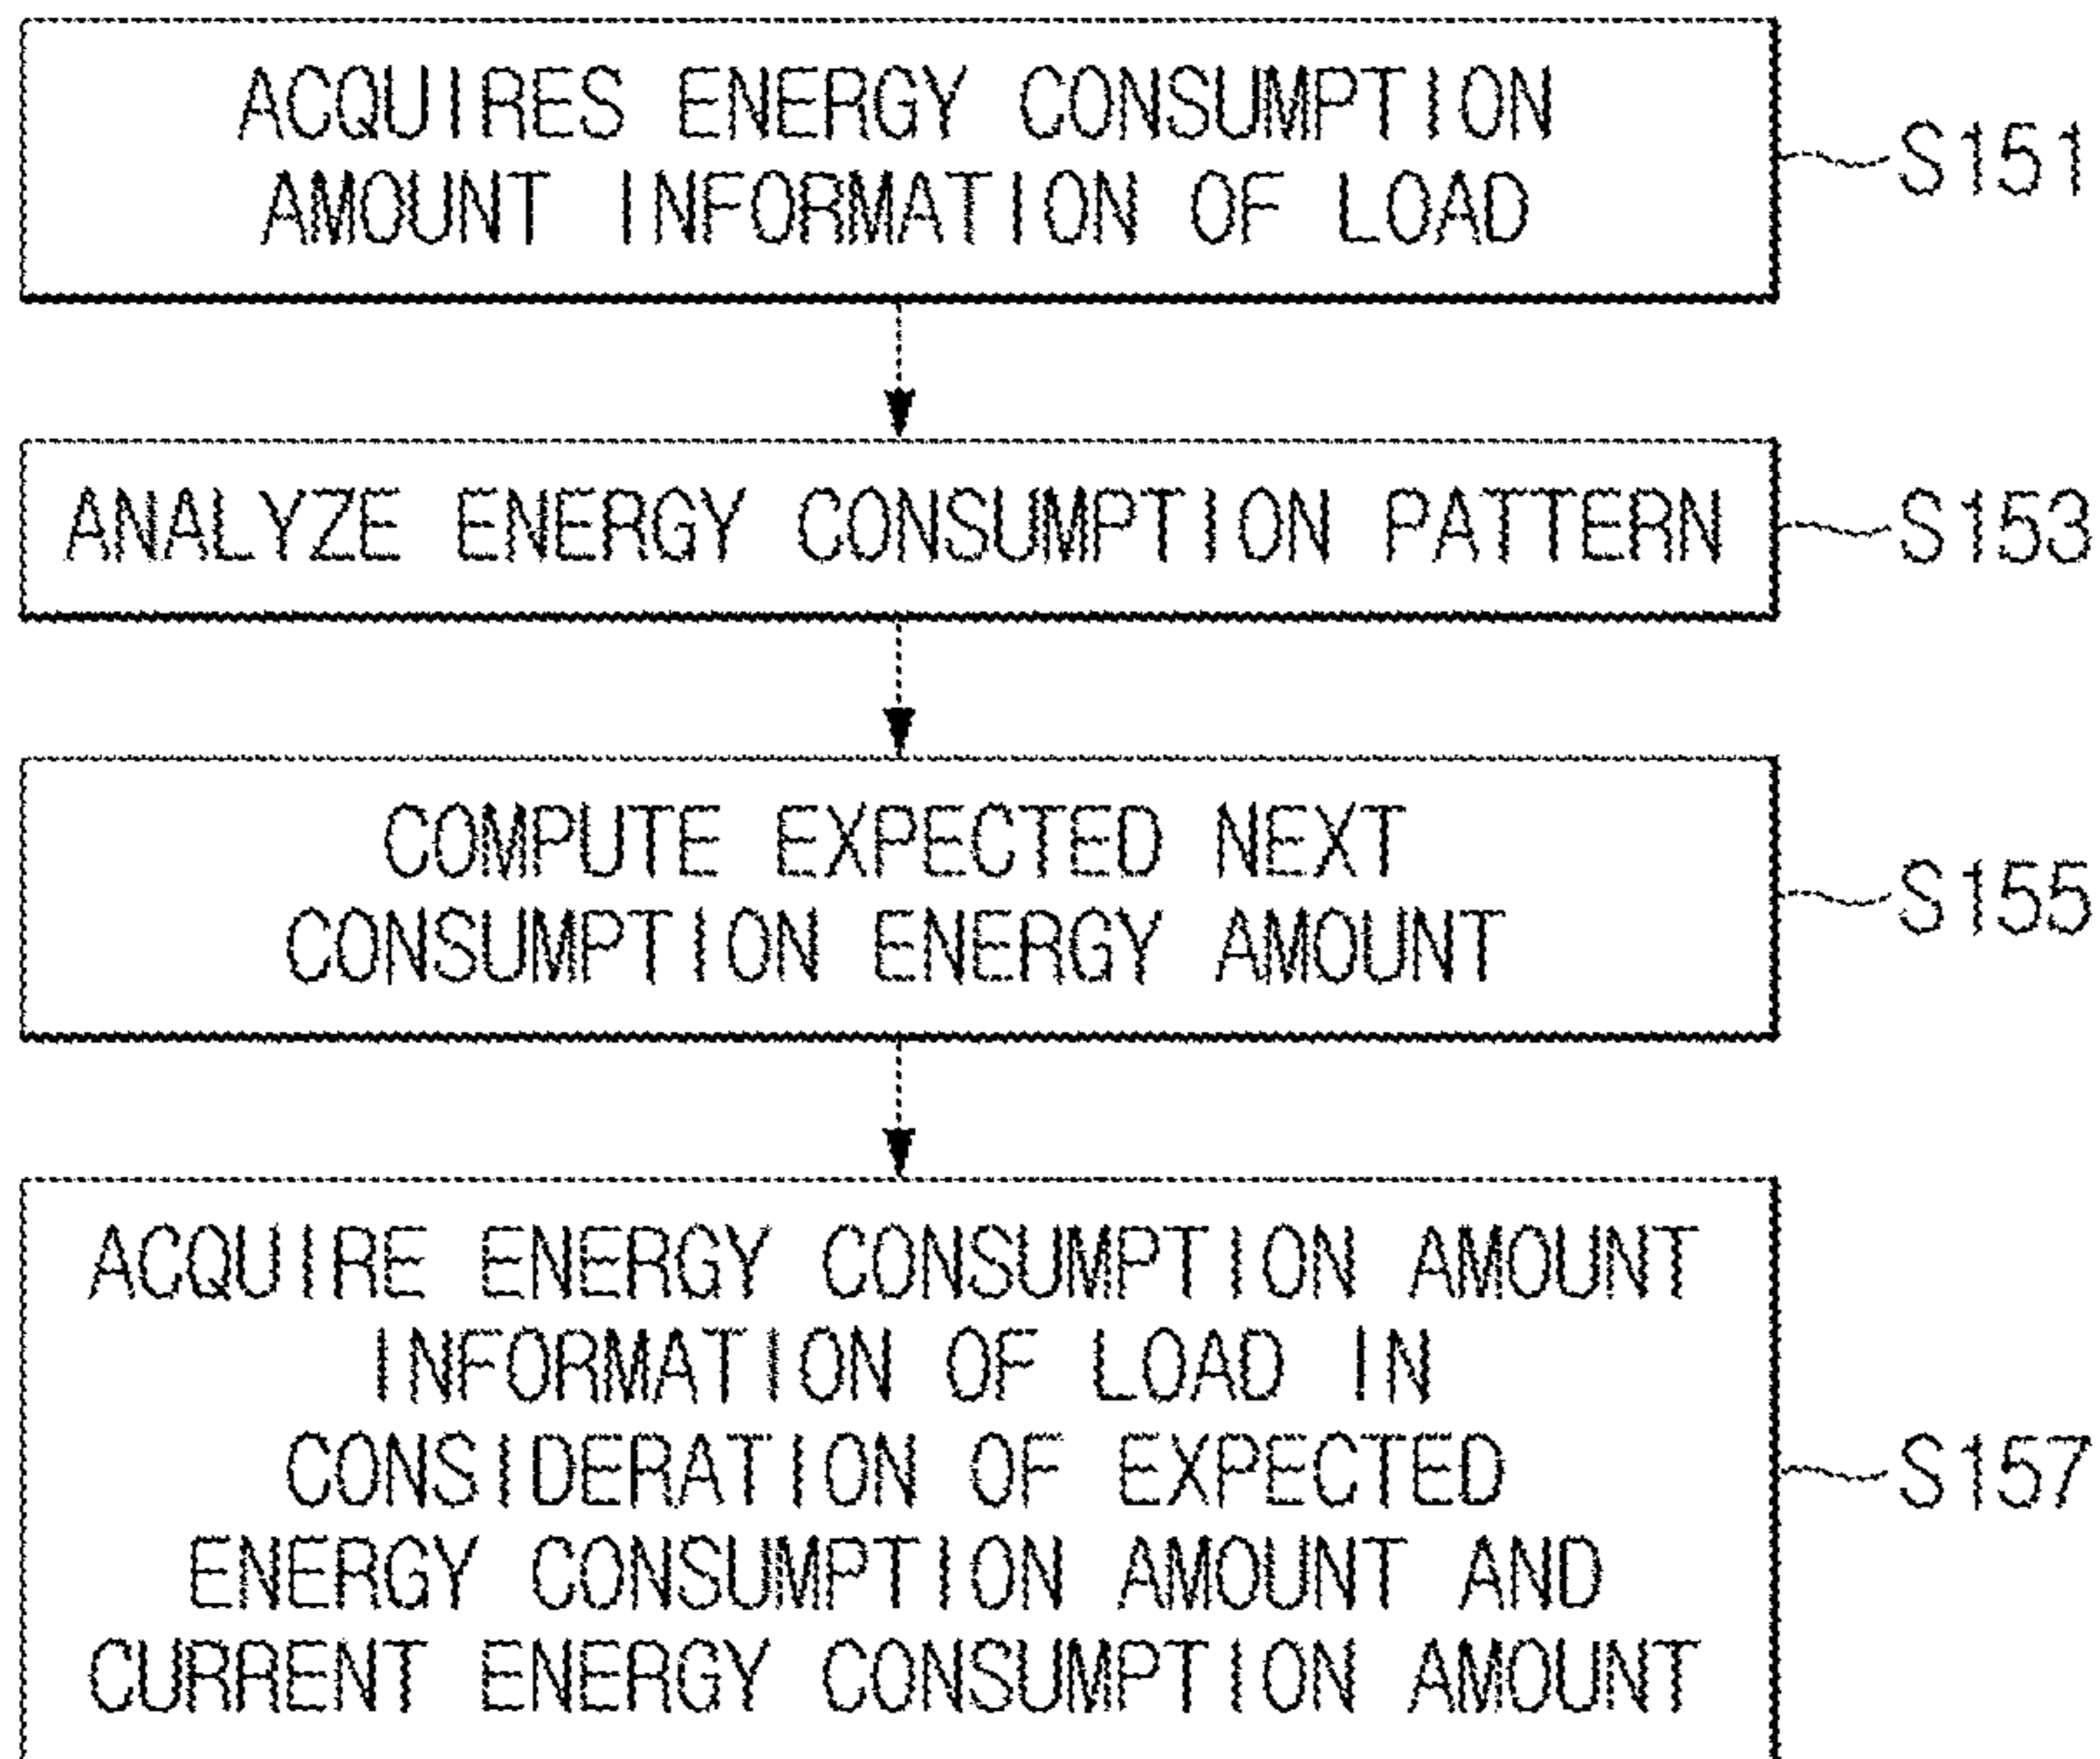 ACQUIRES ENERGY CONSUMPTION
AMOUNT INFORMATION OF LOAD
S151
ANALYZE ENERGY CONSUMPTION PATTERN
S153
COMPUTE EXPECTED NEXT
CONSUMPTION ENERGY AMOUNT
S155
ACQUIRE ENERGY CONSUMPTION AMOUNT
INFORMATION OF LOAD IN
CONSIDERATION OF EXPECTED
ENERGY CONSUMPTION AMOUNT AND
CURRENT ENERGY CONSUMPTION AMOUNT
S157